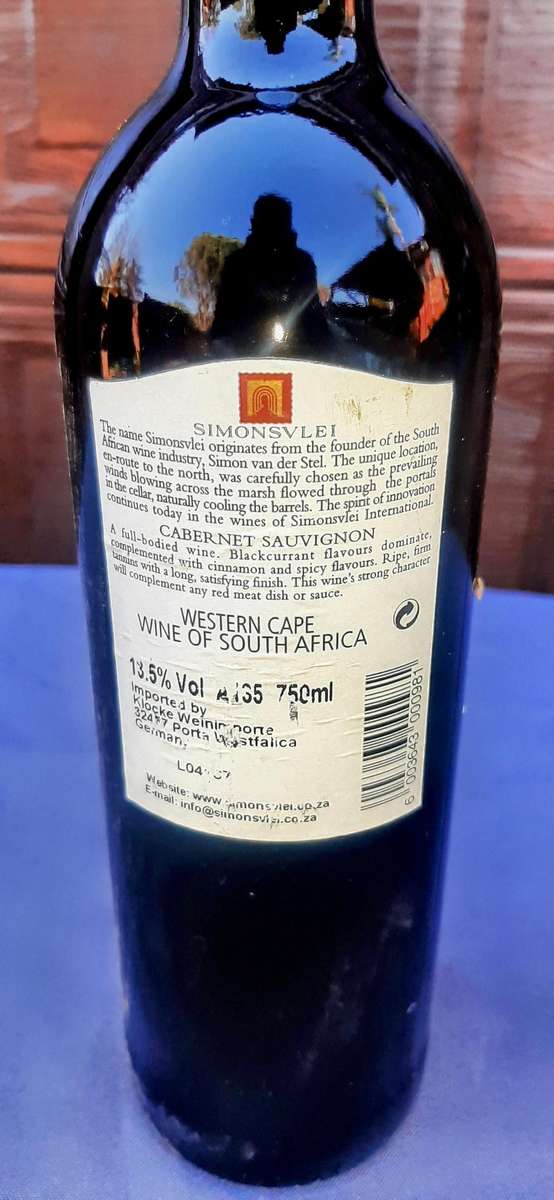 SIMONSVLEI
The name Simonsvlei originates from the founder of the South
African wine industry, Simon van der Stel. The unique location,
en-route to the north, was carefully chosen as the prevailing
winds blowing across the marsh flowed through the portals
in the cellar, naturally cooling the barrels. The spirit of innovation
continues today in the wines of Simonsvlei International.
CABERNET SAUVIGNON
A full-bodied wine. Blackcurrant flavours dominate,
complemented with cinnamon and spicy flavours. Ripe, firm
tannins with a long, satisfying finish. This wine's strong character
will complement any red meat dish or sauce.
WESTERN CAPE
WINE OF SOUTH AFRICA
13.5% Vol 750ml
Imported by
Klocke
Porta
Website: www
E-mail: info@simonsvlei.co.za
6 003643 000981